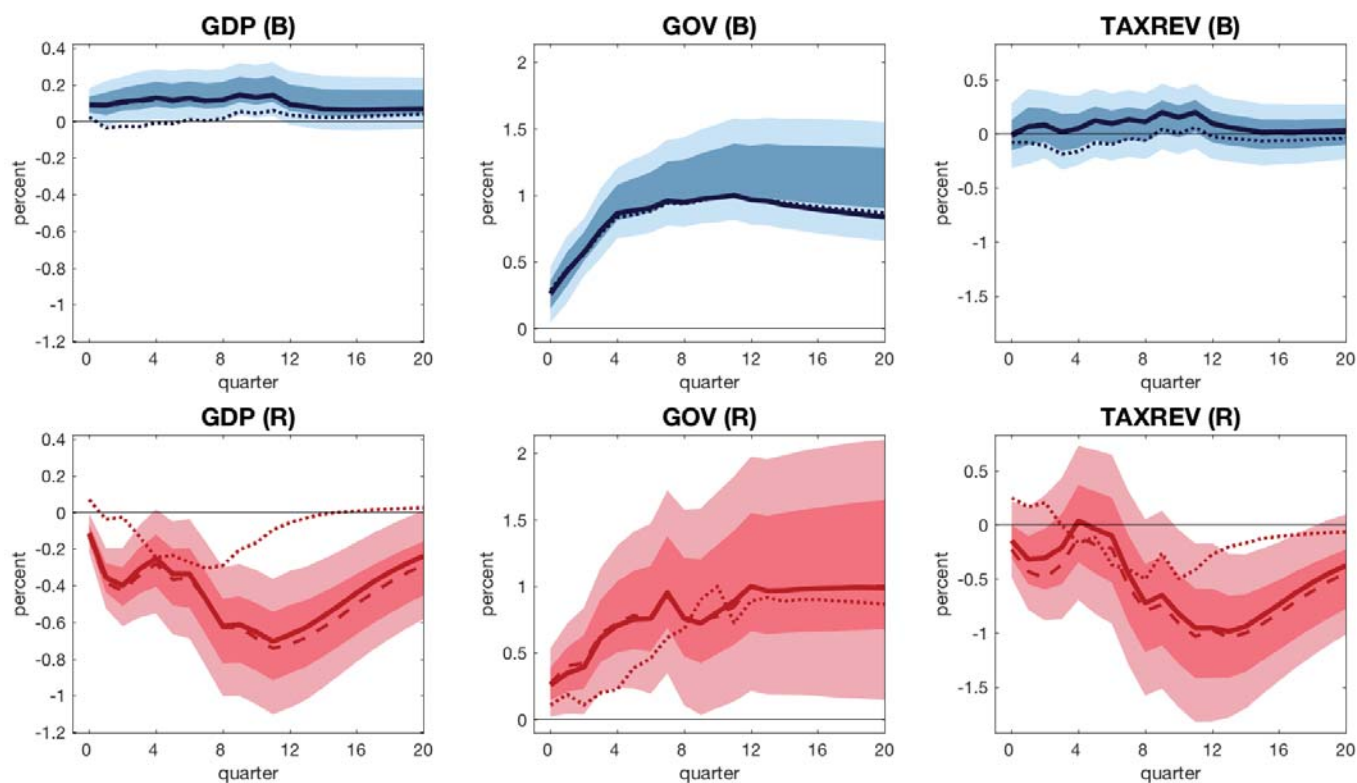 GDP (B)
GOV (B)
TAXREV (B)
percent
0.4
0.2
0
-0.2
-0.4
-0.6
-0.8
-1
-1.2
0 4 8 12 16 20
quarter
percent
2
1.5
1
0.5
0
0 4 8 12 16 20
quarter
percent
0.5
0
-0.5
-1
-1.5
0 4 8 12 16 20
quarter
GDP (R)
GOV (R)
TAXREV (R)
percent
0.4
0.2
0
-0.2
-0.4
-0.6
-0.8
-1
-1.2
0 4 8 12 16 20
quarter
percent
2
1.5
1
0.5
0
0 4 8 12 16 20
quarter
percent
0.5
0
-0.5
-1
-1.5
0 4 8 12 16 20
quarter